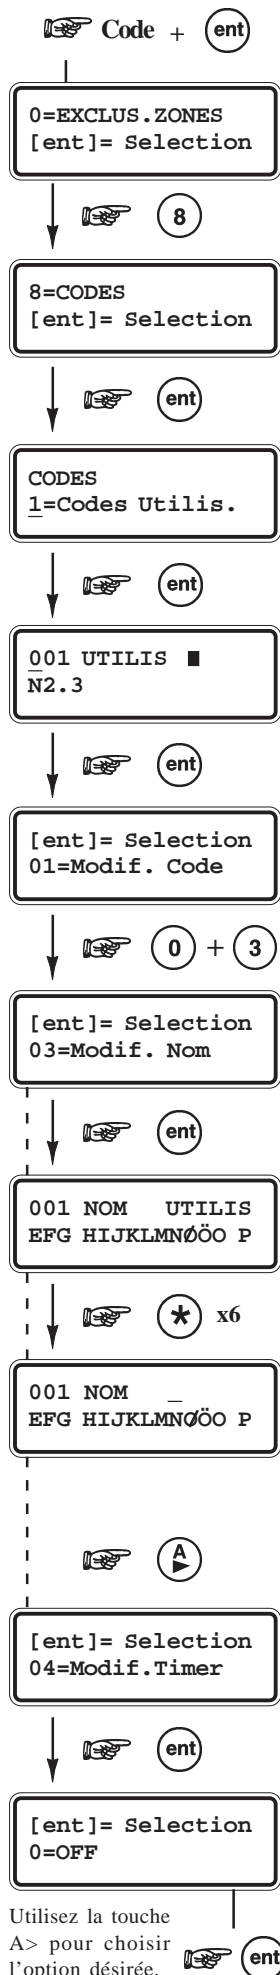 Code + ent
0=EXCLUS.ZONES
[ent]= Selection
8
8=CODES
[ent]= Selection
ent
CODES
1=Codes Utilis.
ent
001 UTILIS ■
N2.3
ent
[ent]= Selection
01=Modif. Code
0 + 3
[ent]= Selection
03=Modif. Nom
ent
001 NOM UTILIS
EFG HIJKLMNØÖO P
* x6
001 NOM _
EFG HIJKLMNØÖO P
A
[ent]= Selection
04=Modif.Timer
ent
[ent]= Selection
0=OFF
Utilisez la touche
A> pour choisir
l'option désirée.
ent